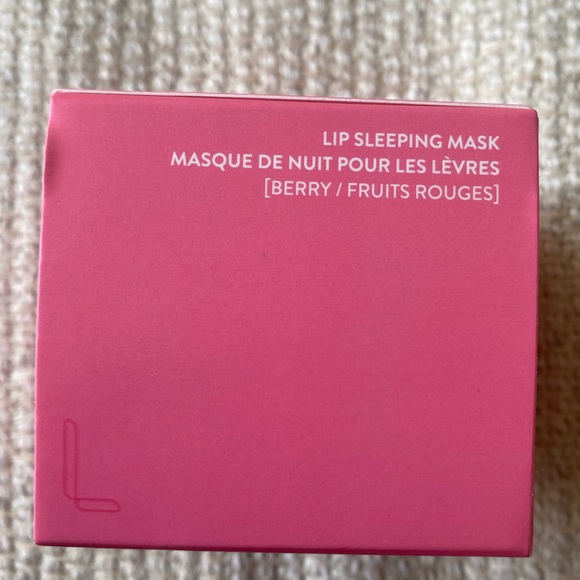 LIP SLEEPING MASK
MASQUE DE NUIT POUR LES LÈVRES
[BERRY / FRUITS ROUGES]
L